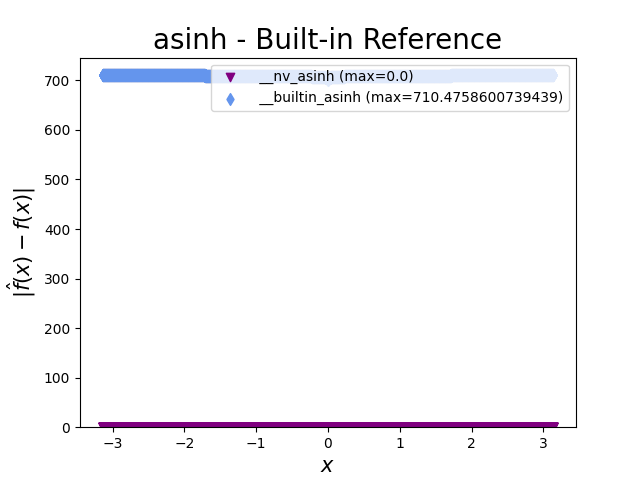 asinh - Built-in Reference
__nv_asinh (max=0.0)
__builtin_asinh (max=710.4758600739439)
700
600
500
400
300
200
100
0
|f̂(x) − f(x)|
−3 −2 −1 0 1 2 3
x